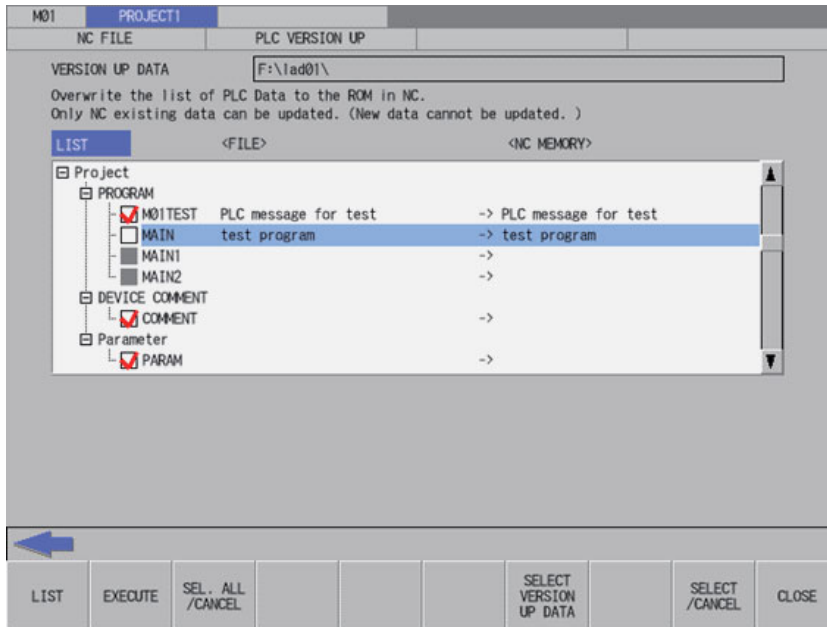 M01 PROJECT1
NC FILE PLC VERSION UP
VERSION UP DATA F:\lad01\
Overwrite the list of PLC Data to the ROM in NC.
Only NC existing data can be updated. (New data cannot be updated. )
LIST <FILE> <NC MEMORY>
Project
PROGRAM
M01TEST PLC message for test -> PLC message for test
MAIN test program -> test program
MAIN1 ->
MAIN2 ->
DEVICE COMMENT
COMMENT ->
Parameter
PARAM ->
LIST EXECUTE SEL. ALL /CANCEL SELECT VERSION UP DATA SELECT /CANCEL CLOSE